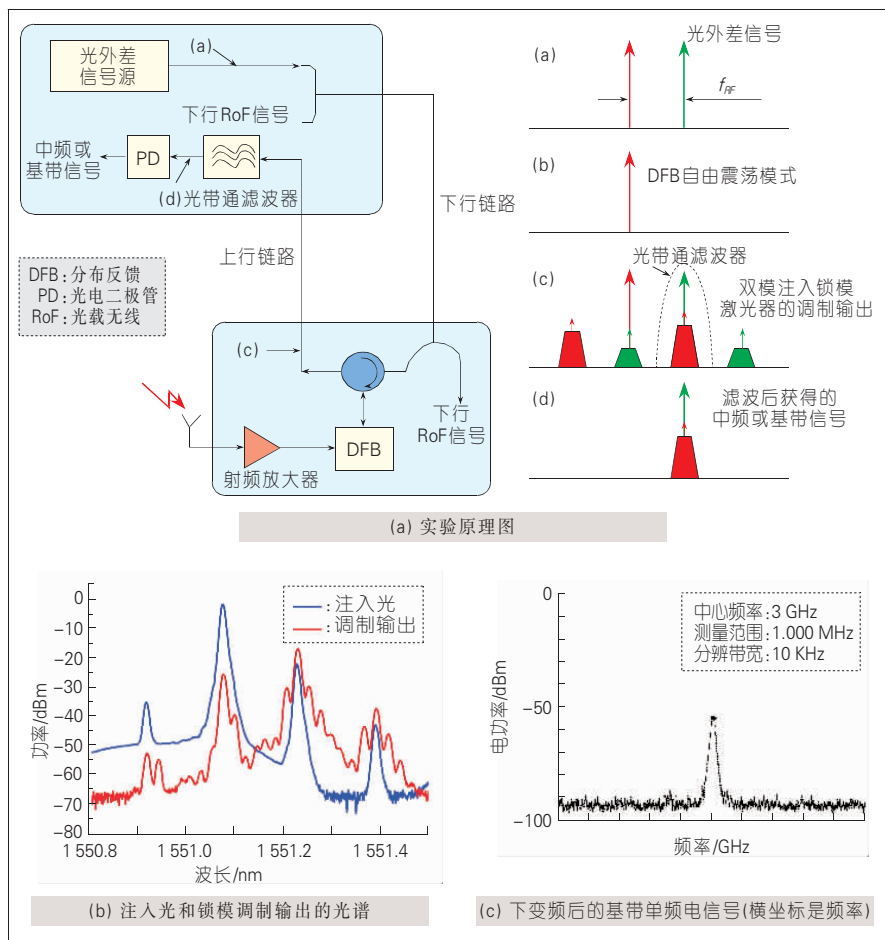 光外差
信号源
(a)
下行RoF信号
中频或
基带信号
PD
(d)光带通滤波器
上行链路
下行链路
DFB：分布反馈
PD：光电二极管
RoF：光载无线
(c)
下行
RoF信号
DFB
射频放大器
(a)
光外差信号
fRF
(b)
DFB自由震荡模式
光带通滤波器
(c)
双模注入锁模
激光器的调制输出
(d)
滤波后获得的
中频或基带信号
(a) 实验原理图
0
-10
-20
-30
-40
-50
-60
-70
-80
功率/dBm
注入光
调制输出
1 550.8
1 551.0
1 551.2
1 551.4
波长/nm
(b) 注入光和锁模调制输出的光谱
0
-50
-100
电功率/dBm
中心频率：3 GHz
测量范围：1.000 MHz
分辨带宽：10 KHz
频率/GHz
(c) 下变频后的基带单频电信号(横坐标是频率)